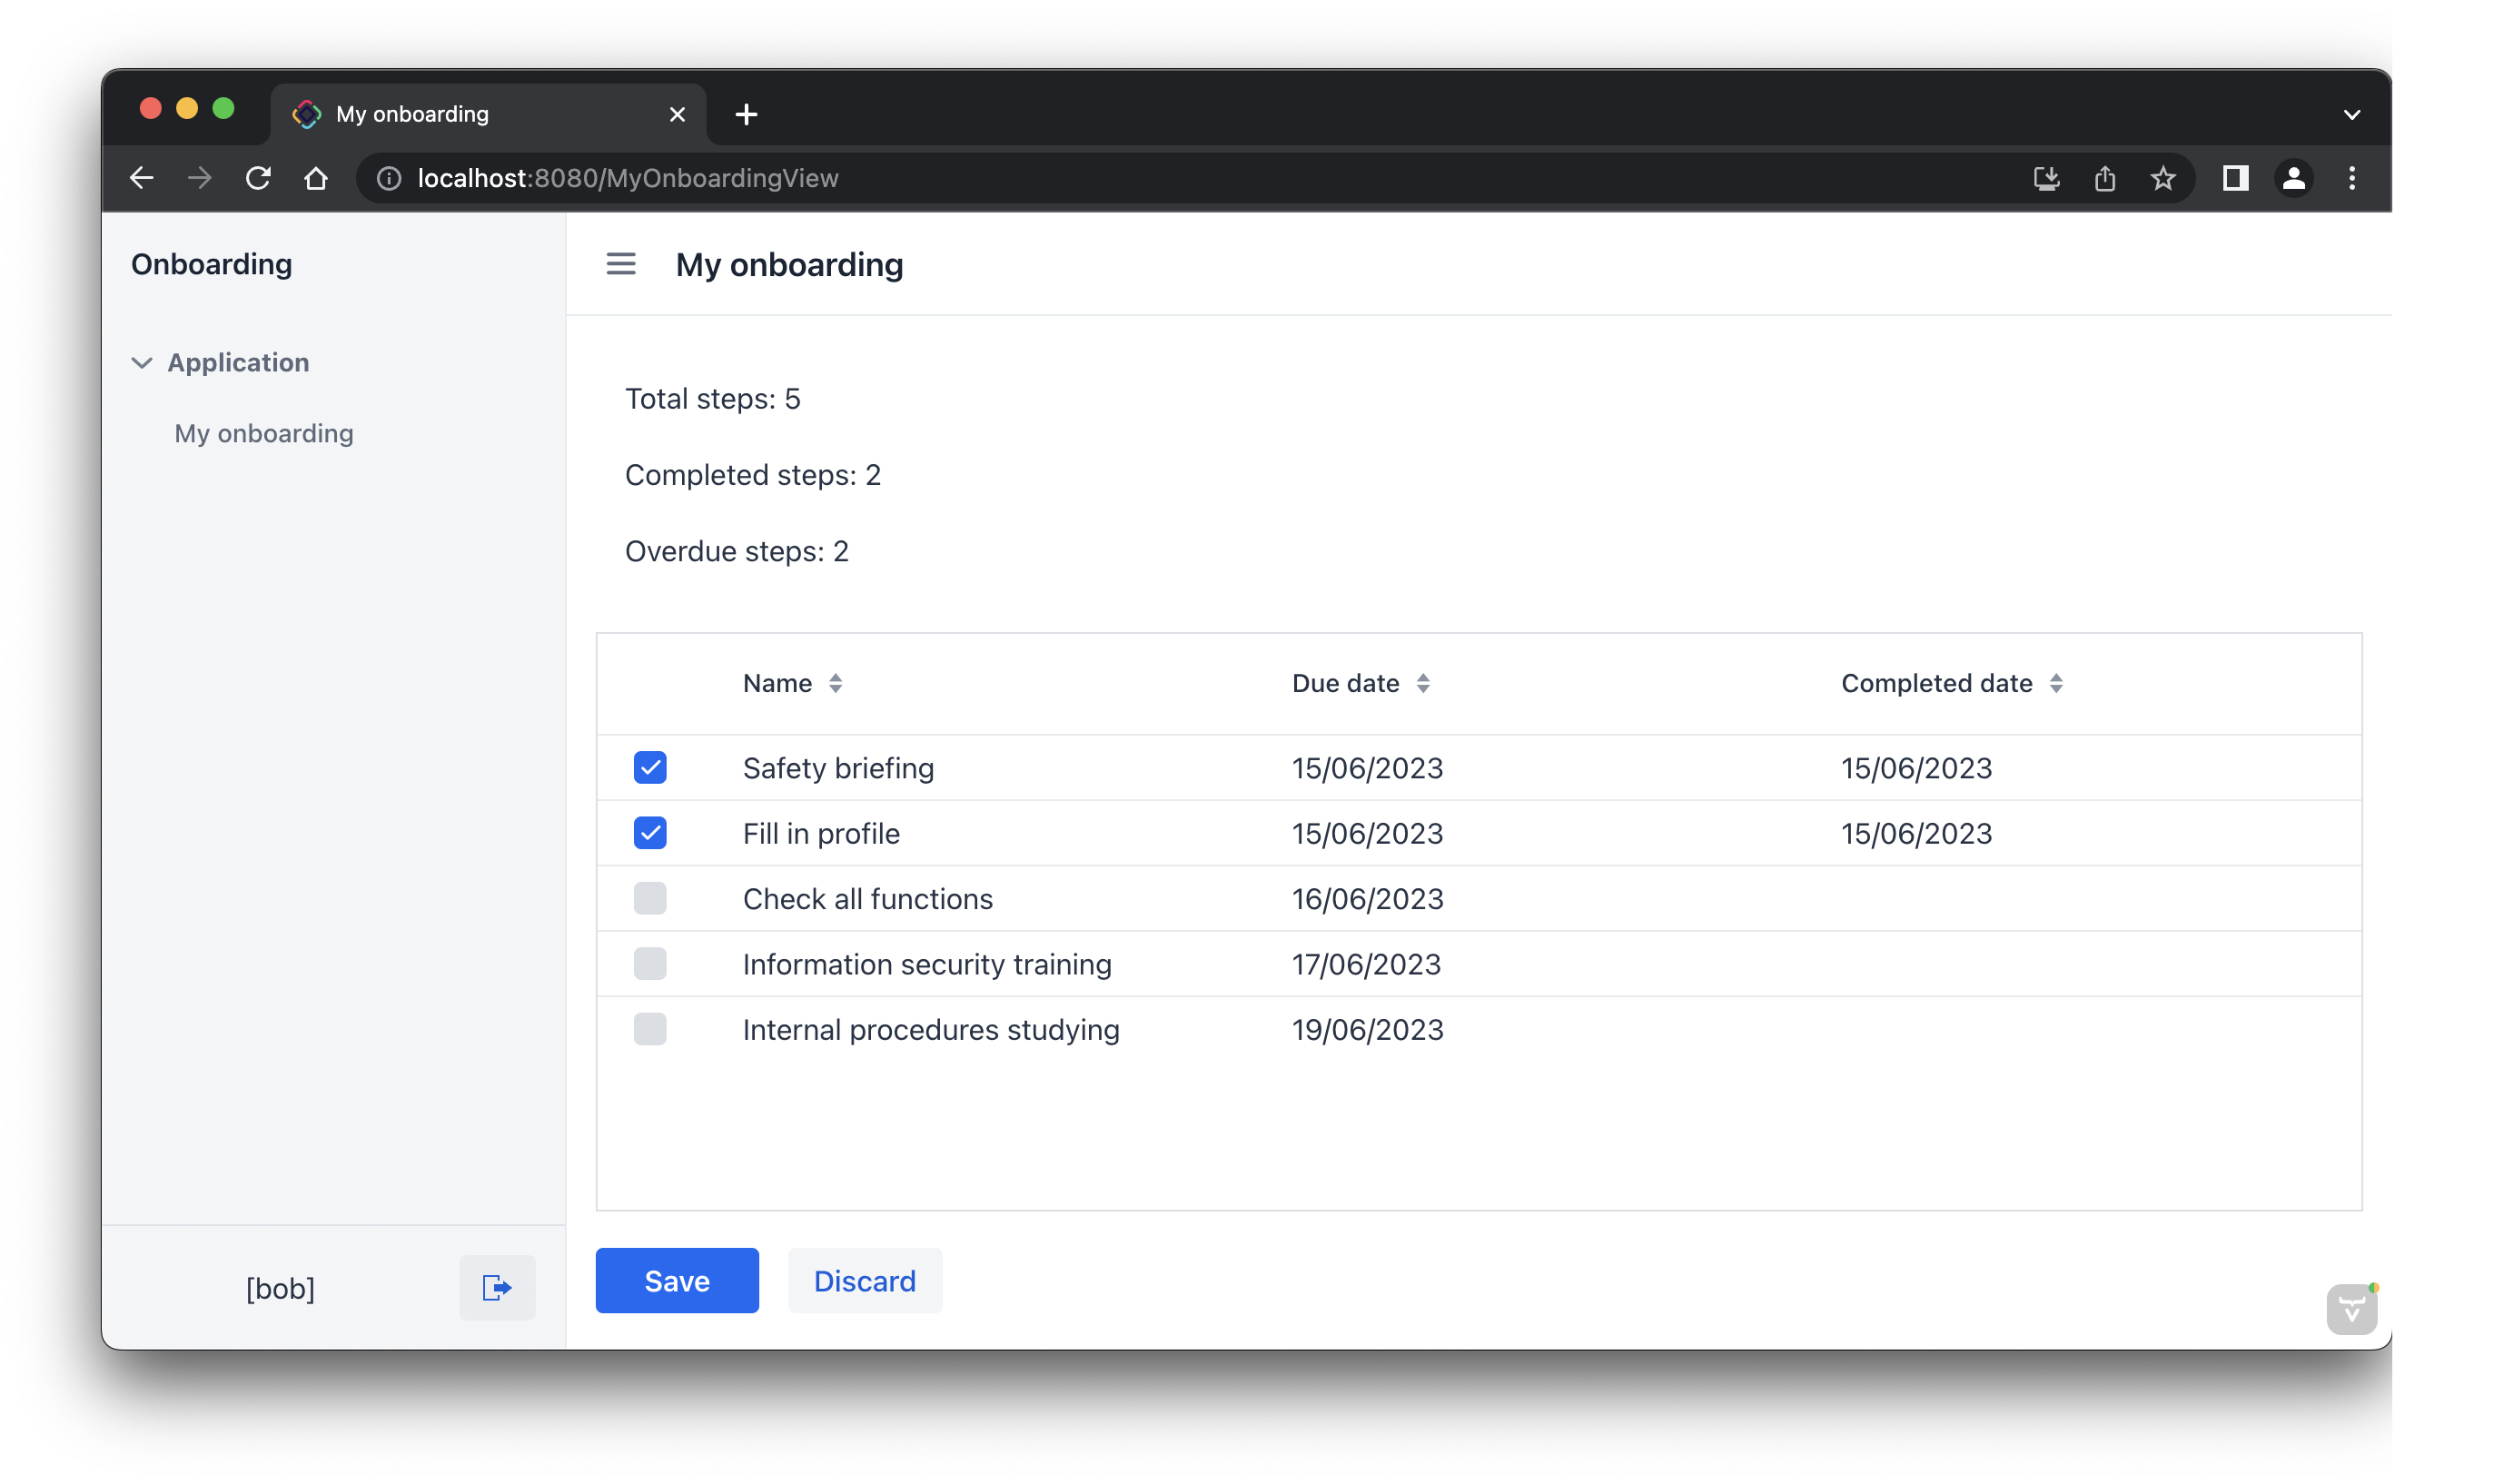 My onboarding
localhost:8080/MyOnboardingView
Onboarding
My onboarding
Application
My onboarding
Total steps: 5
Completed steps: 2
Overdue steps: 2
Name Due date Completed date
Safety briefing 15/06/2023 15/06/2023
Fill in profile 15/06/2023 15/06/2023
Check all functions 16/06/2023
Information security training 17/06/2023
Internal procedures studying 19/06/2023
[bob]
Save Discard